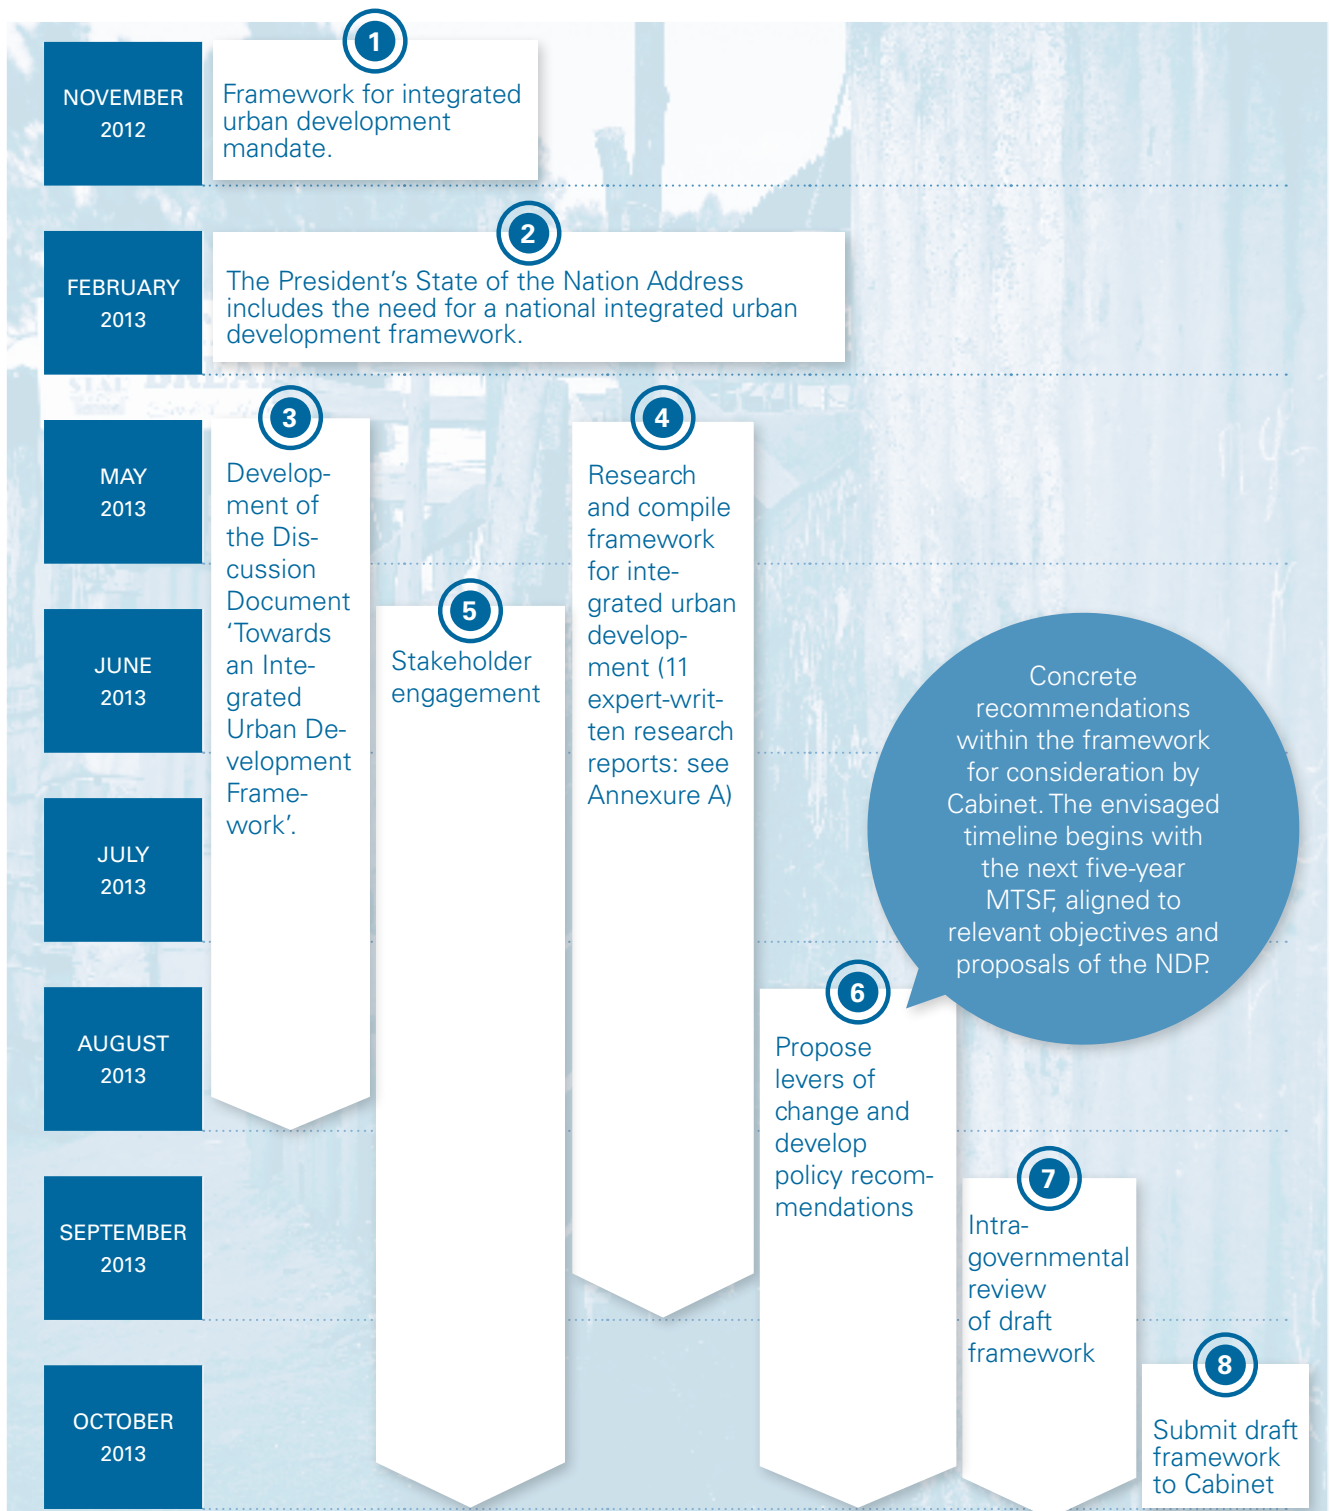 NOVEMBER
2012
1
Framework for integrated
urban development
mandate.
FEBRUARY
2013
2
The President’s State of the Nation Address
includes the need for a national integrated urban
development framework.
MAY
2013
JUNE
2013
JULY
2013
AUGUST
2013
SEPTEMBER
2013
OCTOBER
2013
3
Develop-
ment of
the Dis-
cussion
Document
‘Towards
an Inte-
grated
Urban De-
velopment
Frame-
work’.
5
Stakeholder
engagement
4
Research
and compile
framework
for inte-
grated urban
develop-
ment (11
expert-writ-
ten research
reports: see
Annexure A)
Concrete
recommendations
within the framework
for consideration by
Cabinet. The envisaged
timeline begins with
the next five-year
MTSF, aligned to
relevant objectives and
proposals of the NDP.
6
Propose
levers of
change and
develop
policy recom-
mendations
7
Intra-
governmental
review
of draft
framework
8
Submit draft
framework
to Cabinet